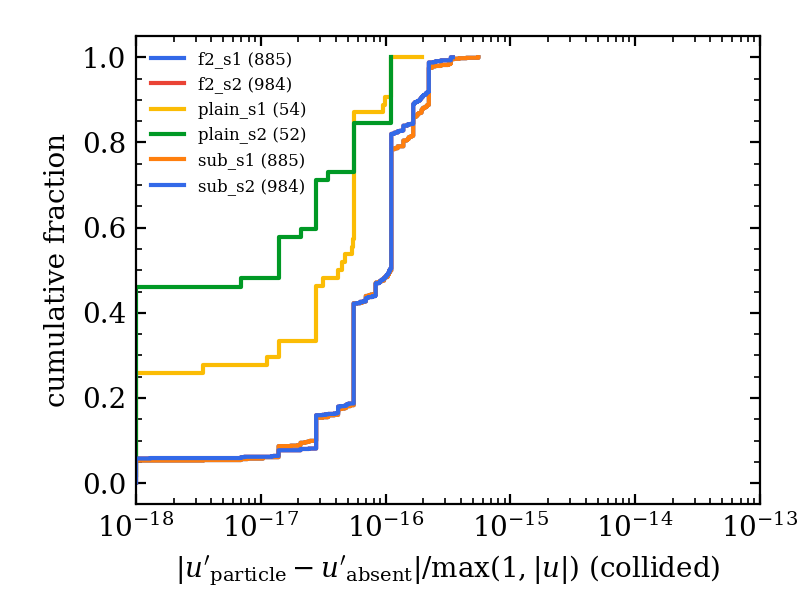 f2_s1 (885)
f2_s2 (984)
plain_s1 (54)
plain_s2 (52)
sub_s1 (885)
sub_s2 (984)
cumulative fraction
1.0
0.8
0.6
0.4
0.2
0.0
10⁻¹⁸ 10⁻¹⁷ 10⁻¹⁶ 10⁻¹⁵ 10⁻¹⁴ 10⁻¹³
|u′particle − u′absent|/max(1, |u|) (collided)